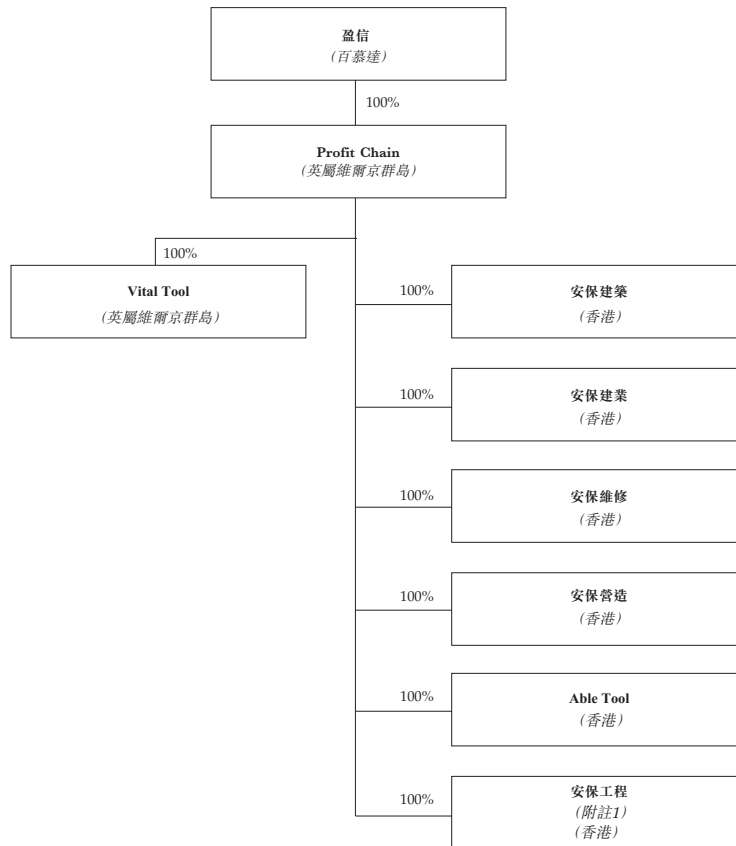 盈信
(百慕達)
100%
Profit Chain
(英屬維爾京群島)
100%
Vital Tool
(英屬維爾京群島)
100%
安保建築
(香港)
100%
安保建業
(香港)
100%
安保維修
(香港)
100%
安保營造
(香港)
100%
Able Tool
(香港)
100%
安保工程
(附註1)
(香港)